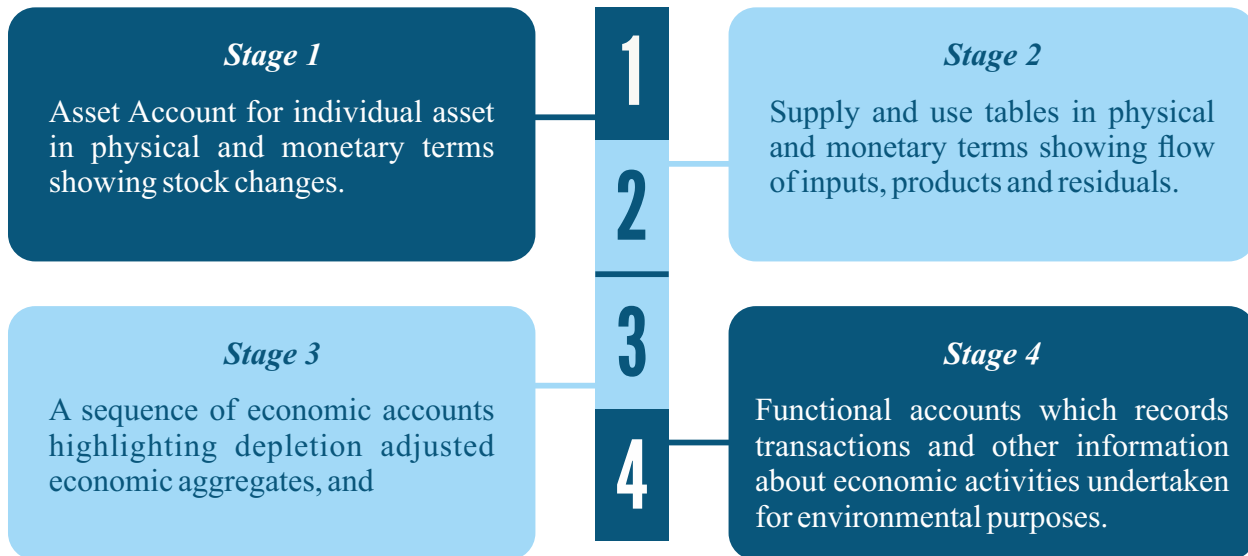 Stage 1
Asset Account for individual asset
in physical and monetary terms
showing stock changes.
1
Stage 2
Supply and use tables in physical
and monetary terms showing flow
of inputs, products and residuals.
2
Stage 3
A sequence of economic accounts
highlighting depletion adjusted
economic aggregates, and
3
Stage 4
Functional accounts which records
transactions and other information
about economic activities undertaken
for environmental purposes.
4